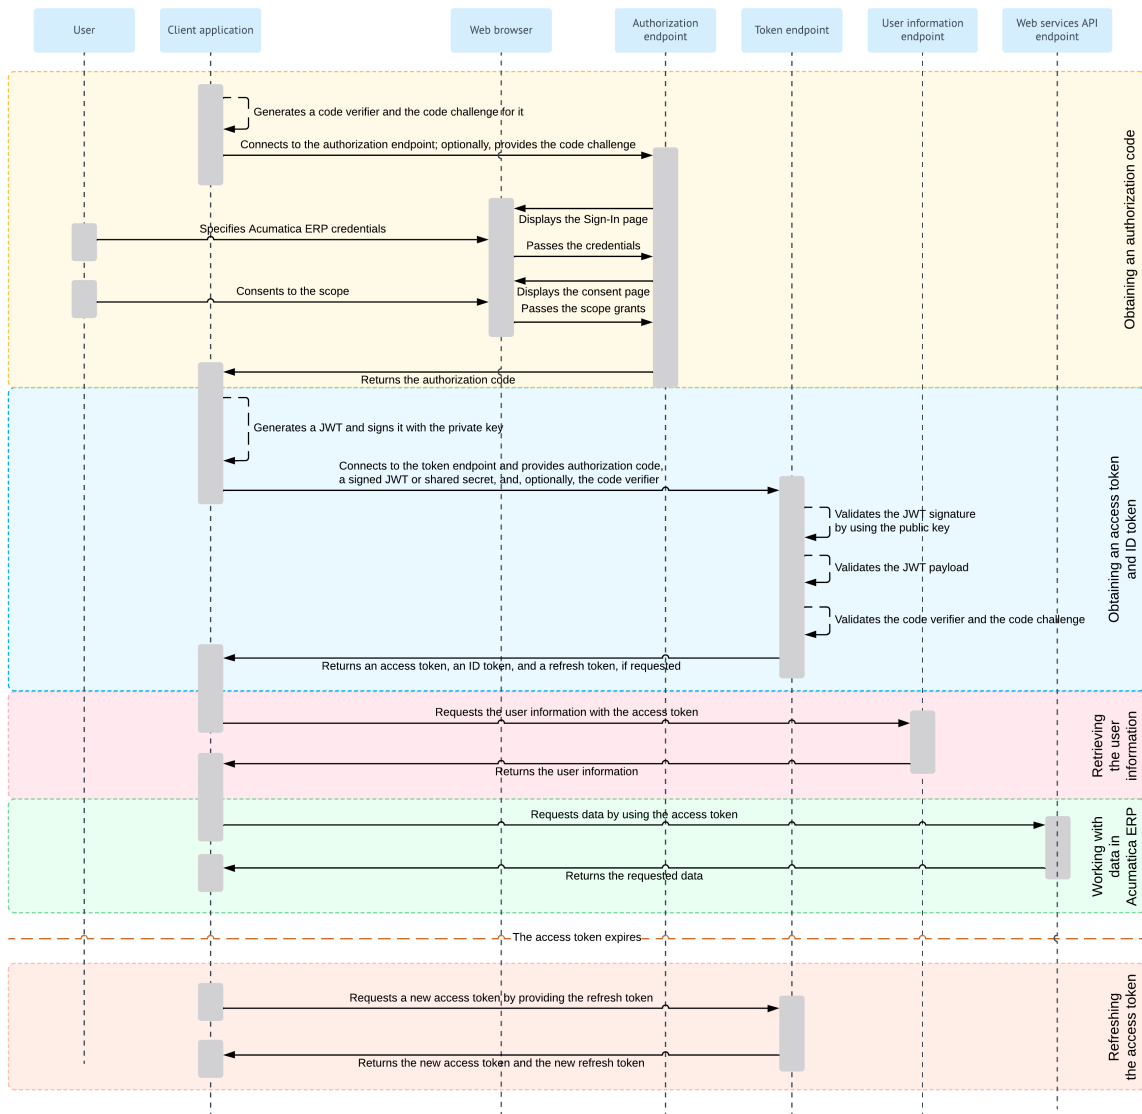 User
Client application
Web browser
Authorization
endpoint
Token endpoint
User information
endpoint
Web services API
endpoint
Obtaining an authorization code
Generates a code verifier and the code challenge for it
Connects to the authorization endpoint; optionally, provides the code challenge
Displays the Sign-In page
Specifies Acumatica ERP credentials
Passes the credentials
Displays the consent page
Consents to the scope
Passes the scope grants
Returns the authorization code
Obtaining an access token
and ID token
Generates a JWT and signs it with the private key
Connects to the token endpoint and provides authorization code,
a signed JWT or shared secret, and, optionally, the code verifier
Validates the JWT signature
by using the public key
Validates the JWT payload
Validates the code verifier and the code challenge
Returns an access token, an ID token, and a refresh token, if requested
Retrieving
the user
information
Requests the user information with the access token
Returns the user information
Working with
data in
Acumatica ERP
Requests data by using the access token
Returns the requested data
The access token expires
Refreshing
the access token
Requests a new access token by providing the refresh token
Returns the new access token and the new refresh token